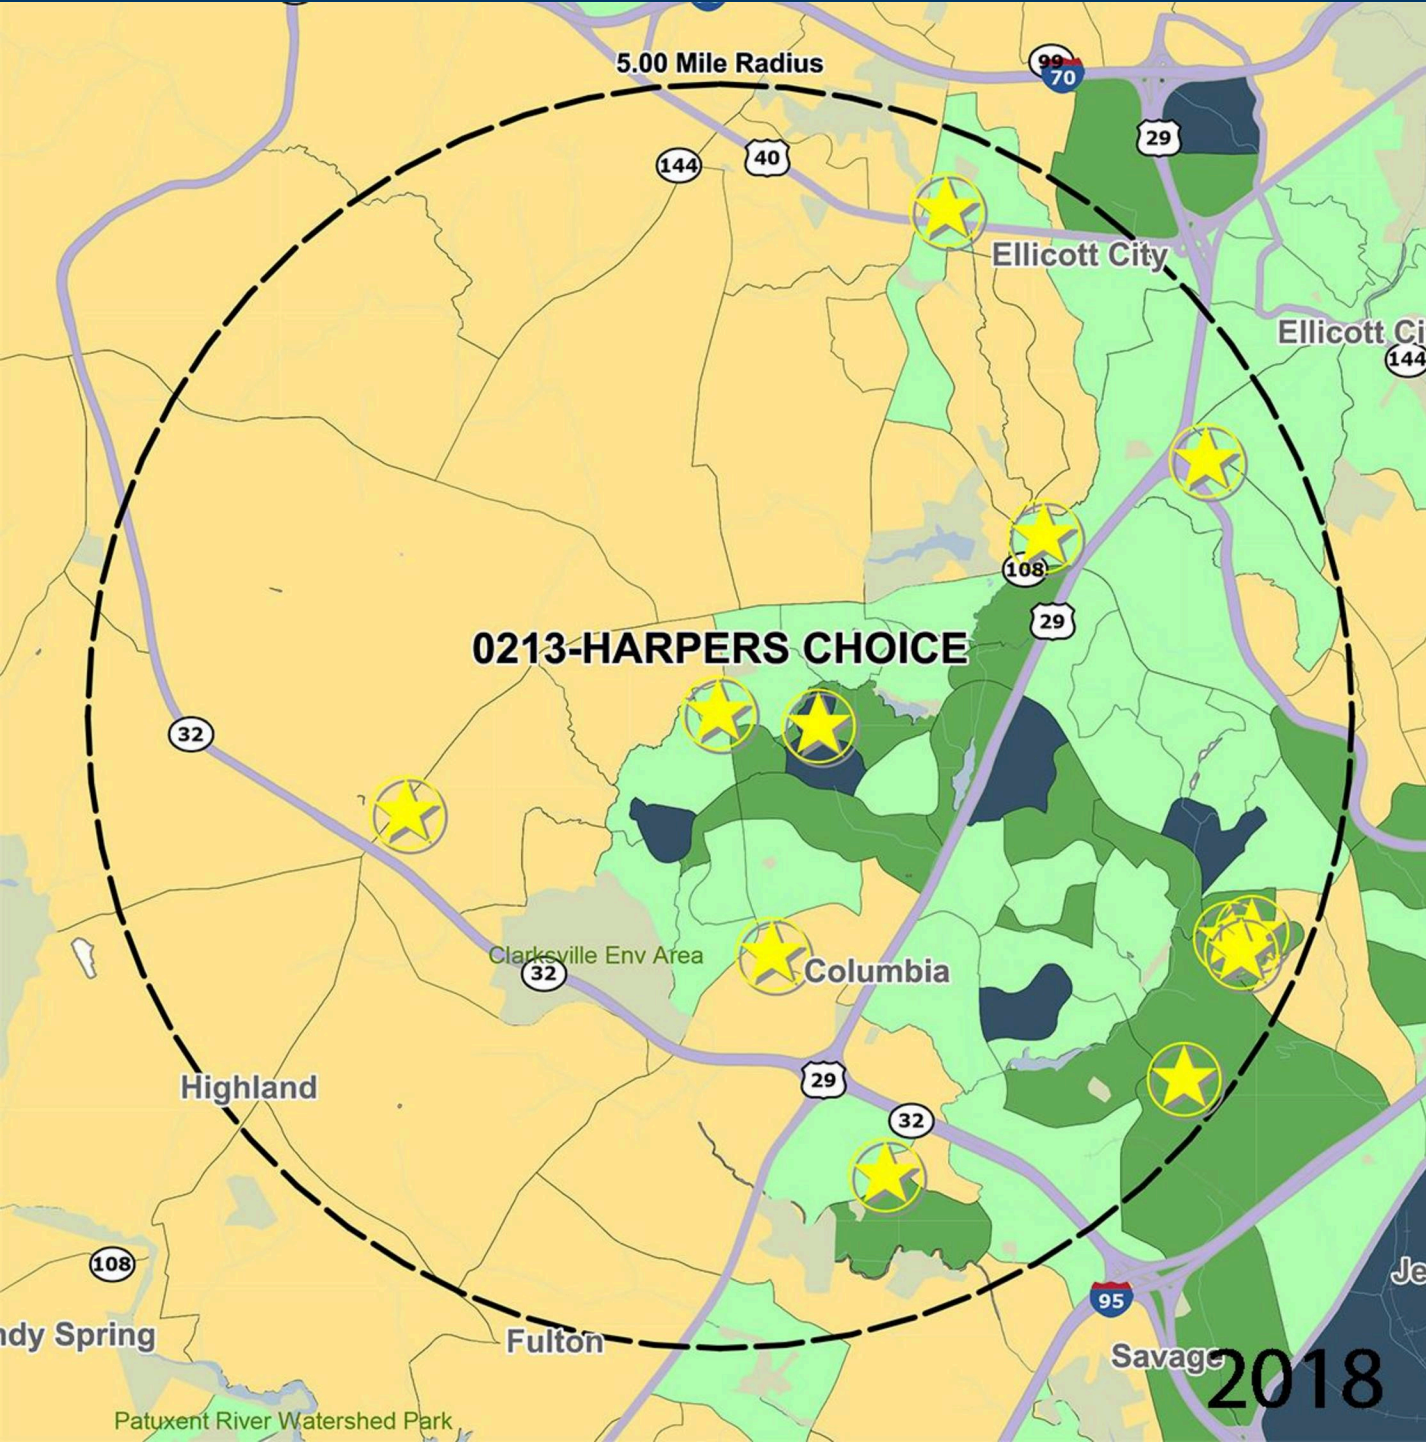 5.00 Mile Radius
99
70
29
144
40
Ellicott City
Ellicott Ci
144
108
29
0213-HARPERS CHOICE
32
Clarksville Env Area
32
Columbia
29
Highland
32
108
Je
95
ndy Spring
Fulton
Savage
2018
Patuxent River Watershed Park